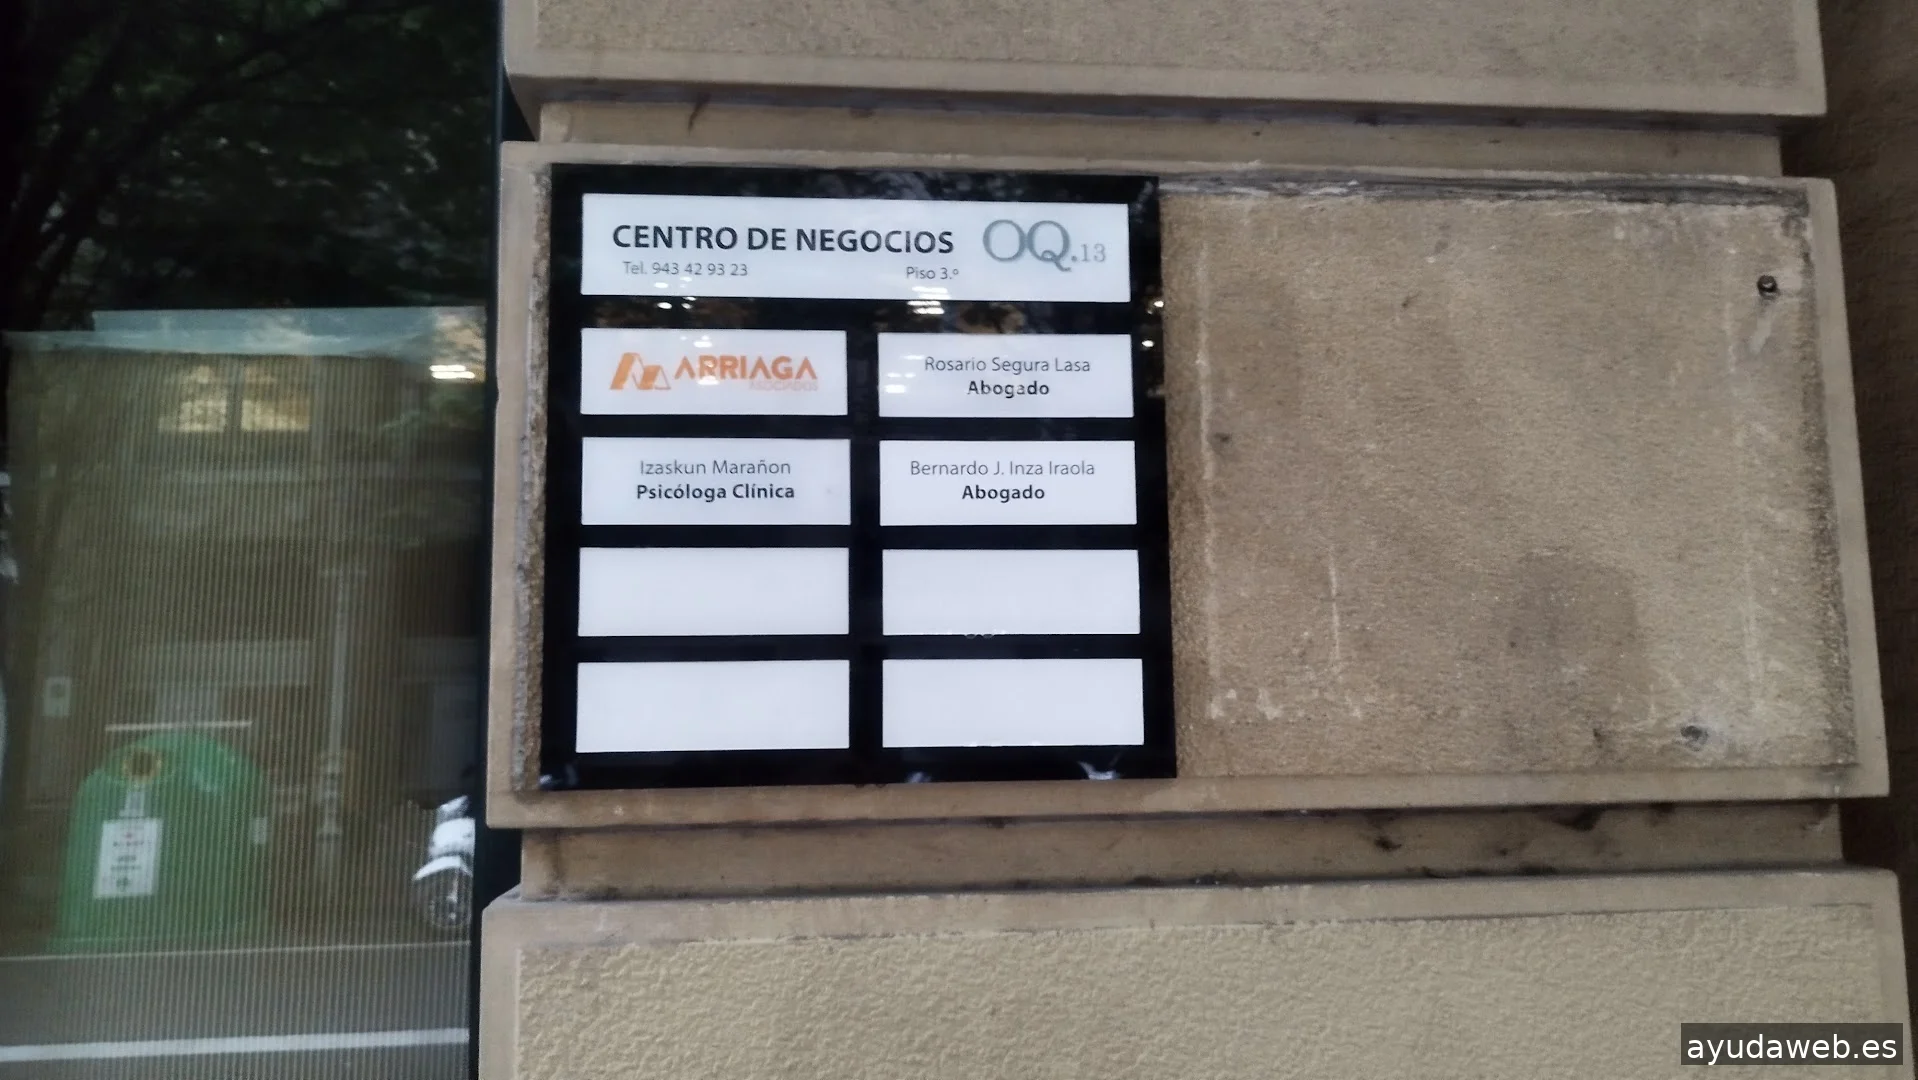 CENTRO DE NEGOCIOS OQ.13
Tel. 943 42 93 23 Piso 3.º
ARRIAGA
ASOCIADOS
Rosario Segura Lasa
Abogado
Izaskun Marañon
Psicóloga Clínica
Bernardo J. Inza Iraola
Abogado
ayudaweb.es